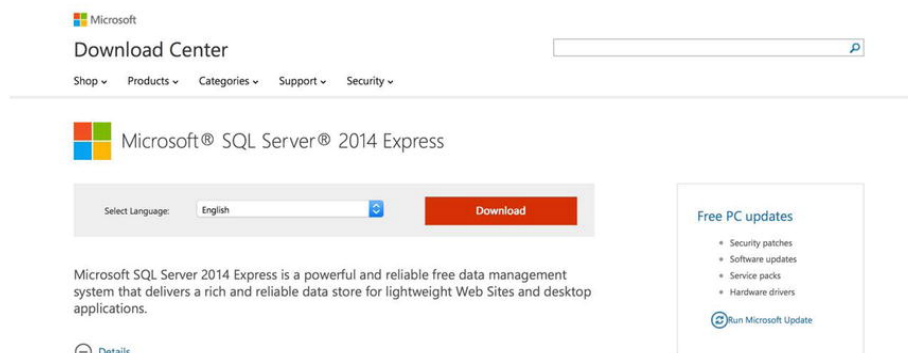 Microsoft
Download Center
Shop Products Categories Support Security
Microsoft® SQL Server® 2014 Express
Select Language: English Download
Microsoft SQL Server 2014 Express is a powerful and reliable free data management
system that delivers a rich and reliable data store for lightweight Web Sites and desktop
applications.
Details
Free PC updates
Security patches
Software updates
Service packs
Hardware drivers
Run Microsoft Update